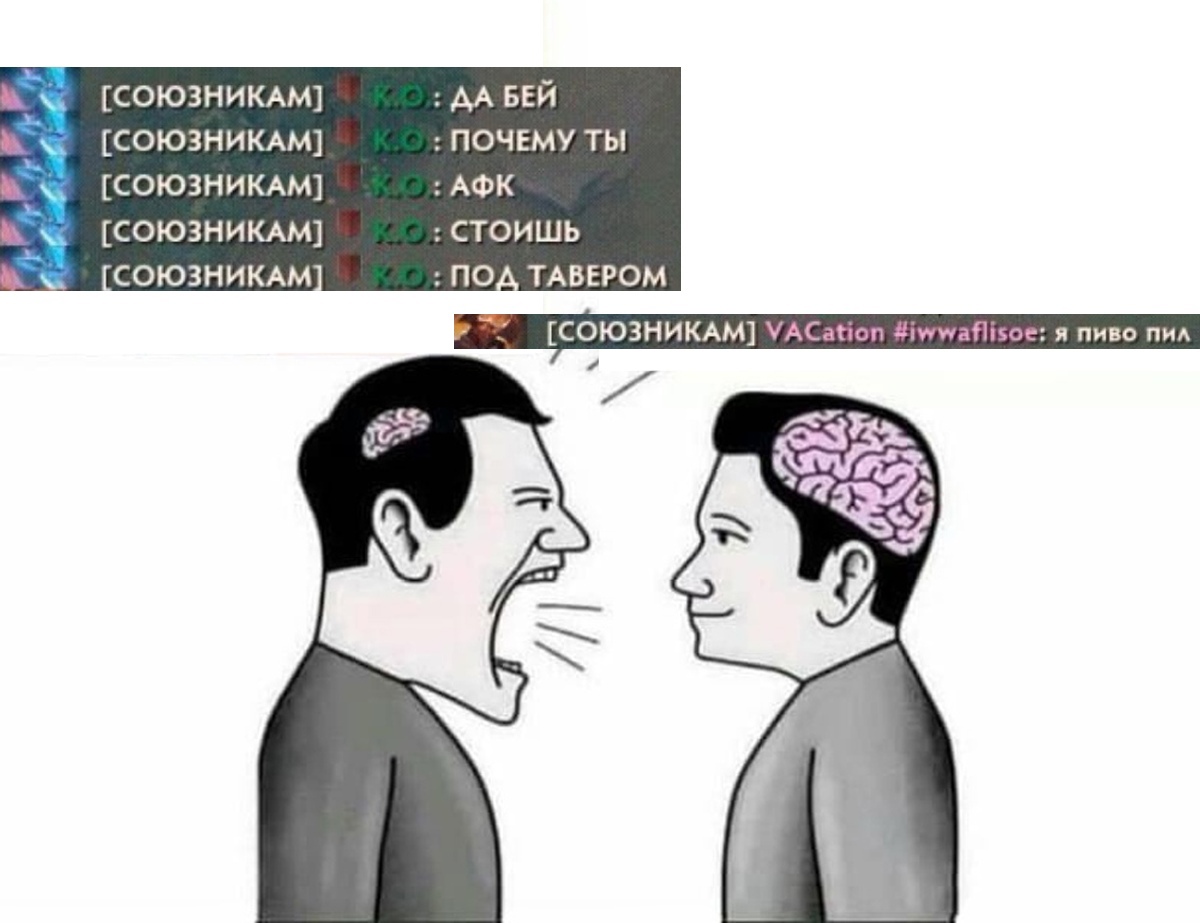 [СОЮЗНИКАМ] К.О.: ДА БЕЙ
[СОЮЗНИКАМ] К.О.: ПОЧЕМУ ТЫ
[СОЮЗНИКАМ] К.О.: АФК
[СОЮЗНИКАМ] К.О.: СТОИШЬ
[СОЮЗНИКАМ] К.О.: ПОД ТАВЕРОМ
[СОЮЗНИКАМ] VACation #iwwaflisoe: я пиво пил